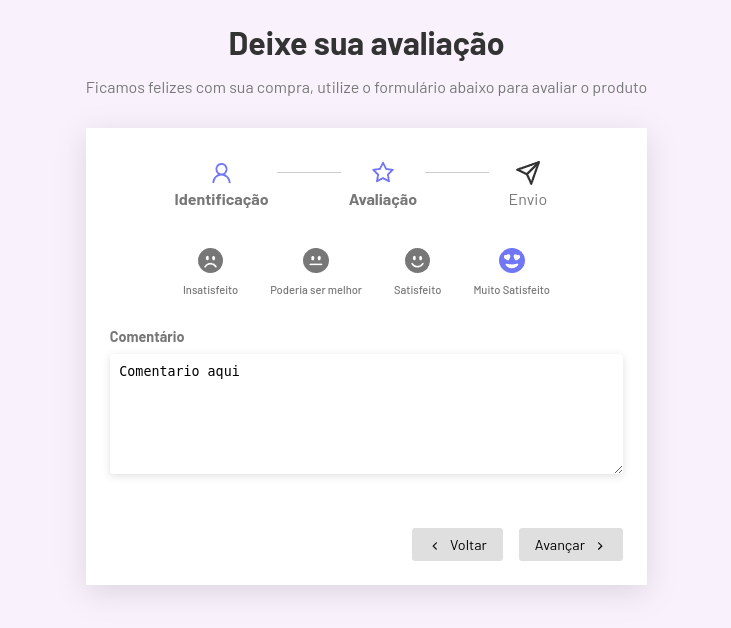 Deixe sua avaliação
Ficamos felizes com sua compra, utilize o formulário abaixo para avaliar o produto
Identificação Avaliação Envio
Insatisfeito Poderia ser melhor Satisfeito Muito Satisfeito
Comentário
Comentario aqui
Voltar Avançar